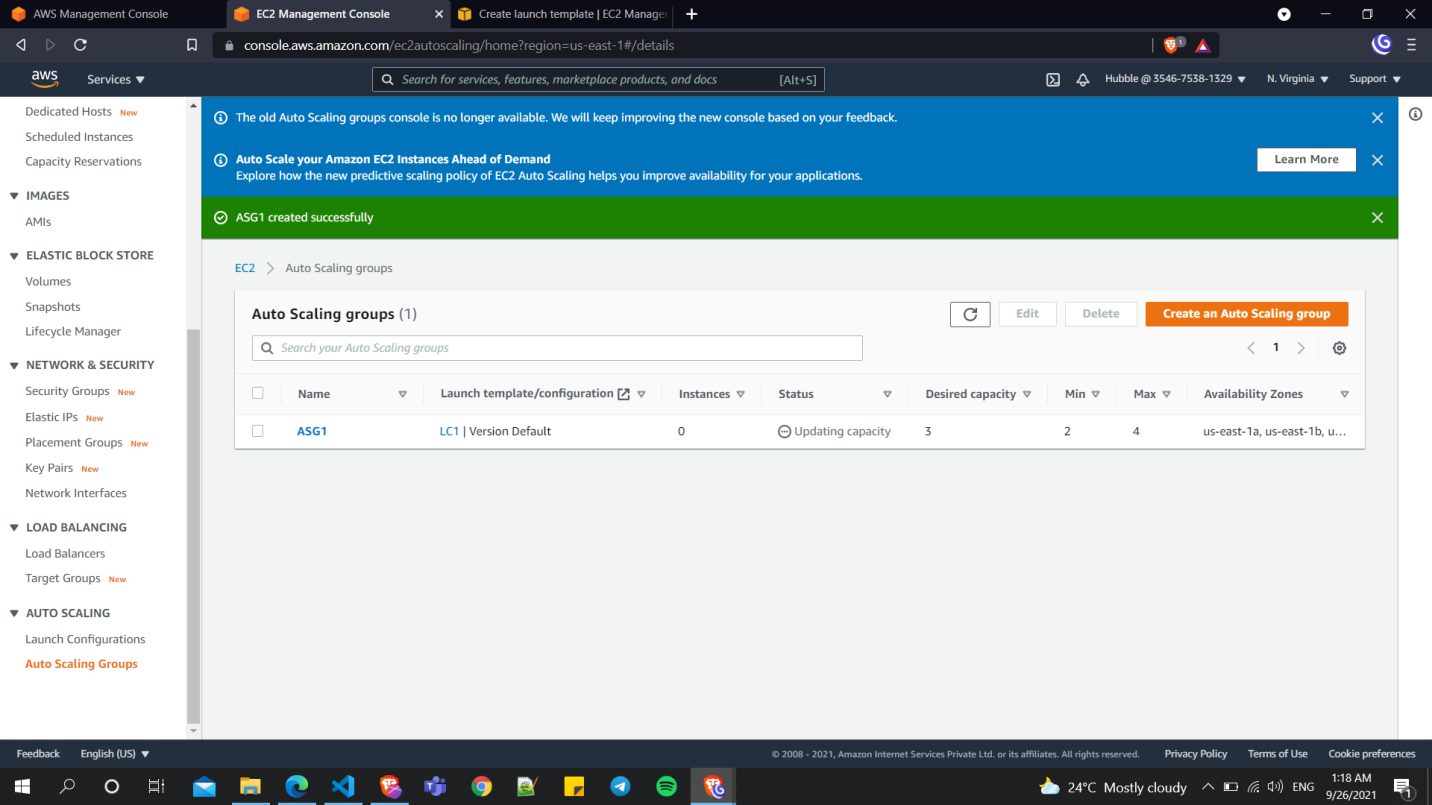 AWS Management Console
EC2 Management Console
Create launch template | EC2 Manage
console.aws.amazon.com/ec2autoscaling/home?region=us-east-1#/details
1
aws
Services
Search for services, features, marketplace products, and docs
[Alt+S]
Hubble @ 3546-7538-1329
N. Virginia
Support
Dedicated Hosts New
Scheduled Instances
Capacity Reservations
IMAGES
AMIs
ELASTIC BLOCK STORE
Volumes
Snapshots
Lifecycle Manager
NETWORK & SECURITY
Security Groups New
Elastic IPs New
Placement Groups New
Key Pairs New
Network Interfaces
LOAD BALANCING
Load Balancers
Target Groups New
AUTO SCALING
Launch Configurations
Auto Scaling Groups
The old Auto Scaling groups console is no longer available. We will keep improving the new console based on your feedback.
Auto Scale your Amazon EC2 Instances Ahead of Demand
Explore how the new predictive scaling policy of EC2 Auto Scaling helps you improve availability for your applications.
Learn More
ASG1 created successfully
EC2 Auto Scaling groups
Auto Scaling groups (1)
Edit
Delete
Create an Auto Scaling group
Search your Auto Scaling groups
1
Name Launch template/configuration Instances Status Desired capacity Min Max Availability Zones
ASG1 LC1 | Version Default 0 Updating capacity 3 2 4 us-east-1a, us-east-1b, u...
Feedback English (US)
© 2008 - 2021, Amazon Internet Services Private Ltd. or its affiliates. All rights reserved.
Privacy Policy Terms of Use Cookie preferences
24°C Mostly cloudy
ENG
1:18 AM
9/26/2021
1